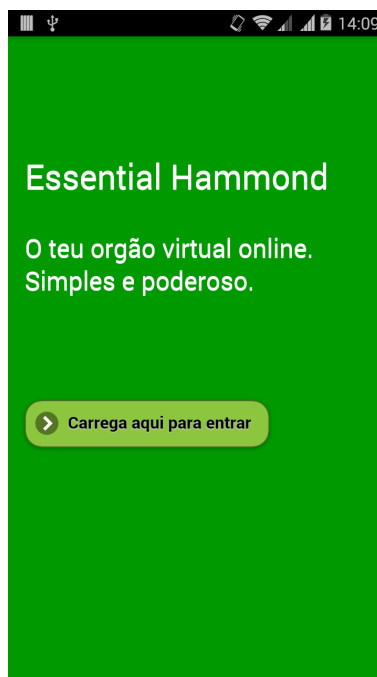 14:09
Essential Hammond
O teu orgão virtual online.
Simples e poderoso.
Carrega aqui para entrar